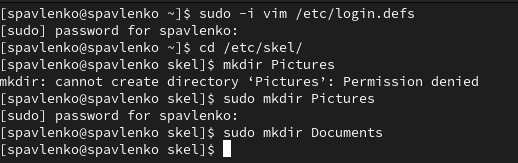 [spavlenko@spavlenko ~]$ sudo -i vim /etc/login.defs
[sudo] password for spavlenko:
[spavlenko@spavlenko ~]$ cd /etc/skel/
[spavlenko@spavlenko skel]$ mkdir Pictures
mkdir: cannot create directory ‘Pictures’: Permission denied
[spavlenko@spavlenko skel]$ sudo mkdir Pictures
[sudo] password for spavlenko:
[spavlenko@spavlenko skel]$ sudo mkdir Documents
[spavlenko@spavlenko skel]$